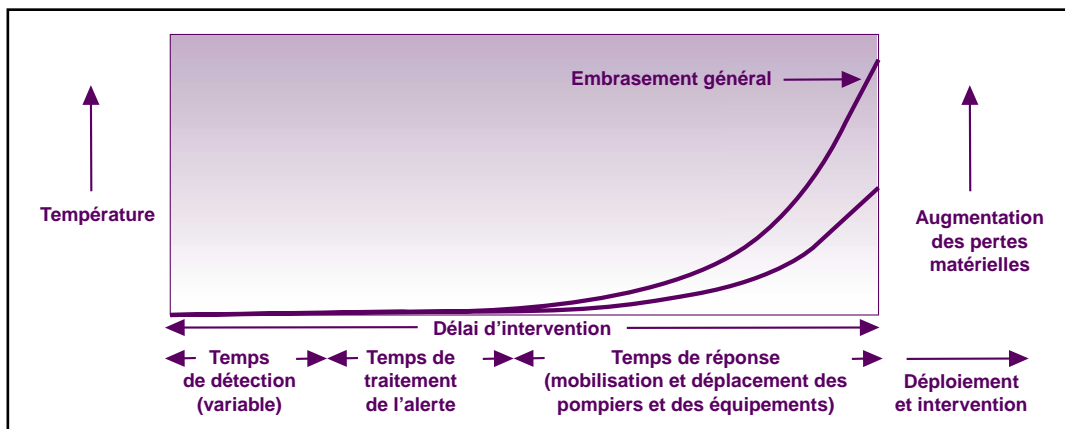 Embrasement général
Température
Augmentation
des pertes
matérielles
Délai d’intervention
Temps
de détection
(variable)
Temps de
traitement
de l’alerte
Temps de réponse
(mobilisation et déplacement des
pompiers et des équipements)
Déploiement
et intervention